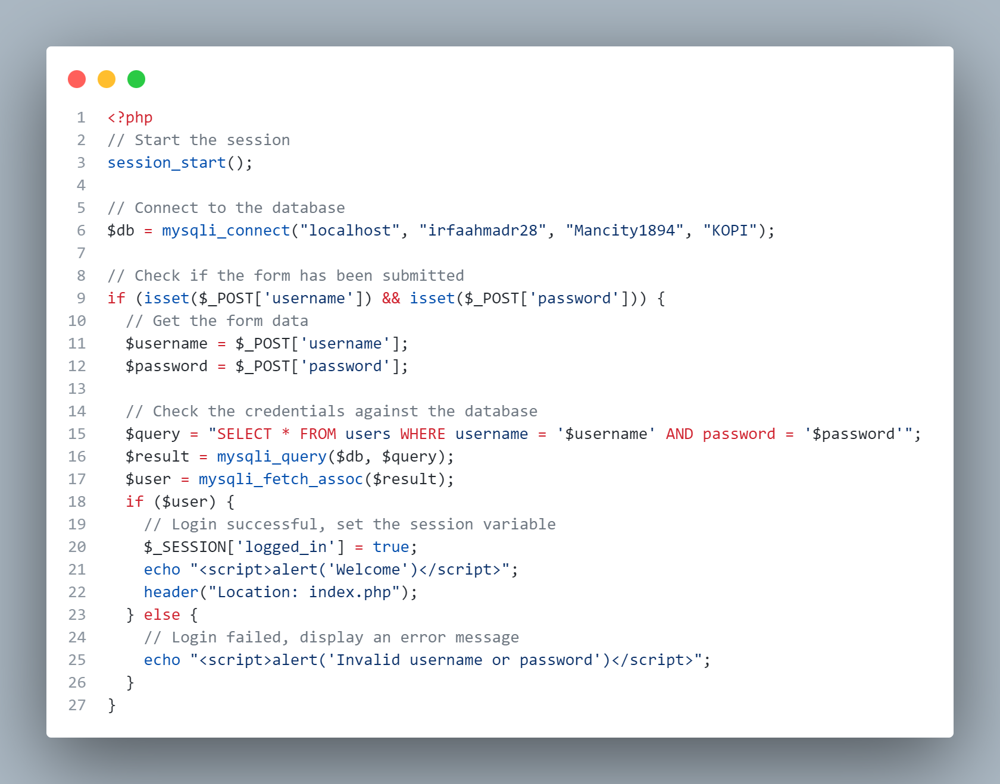 1 <?php
2 // Start the session
3 session_start();
4
5 // Connect to the database
6 $db = mysqli_connect("localhost", "irfaahmadr28", "Mancity1894", "KOPI");
7
8 // Check if the form has been submitted
9 if (isset($_POST['username']) && isset($_POST['password'])) {
10   // Get the form data
11   $username = $_POST['username'];
12   $password = $_POST['password'];
13
14   // Check the credentials against the database
15   $query = "SELECT * FROM users WHERE username = '$username' AND password = '$password'";
16   $result = mysqli_query($db, $query);
17   $user = mysqli_fetch_assoc($result);
18   if ($user) {
19     // Login successful, set the session variable
20     $_SESSION['logged_in'] = true;
21     echo "<script>alert('Welcome')</script>";
22     header("Location: index.php");
23   } else {
24     // Login failed, display an error message
25     echo "<script>alert('Invalid username or password')</script>";
26   }
27 }